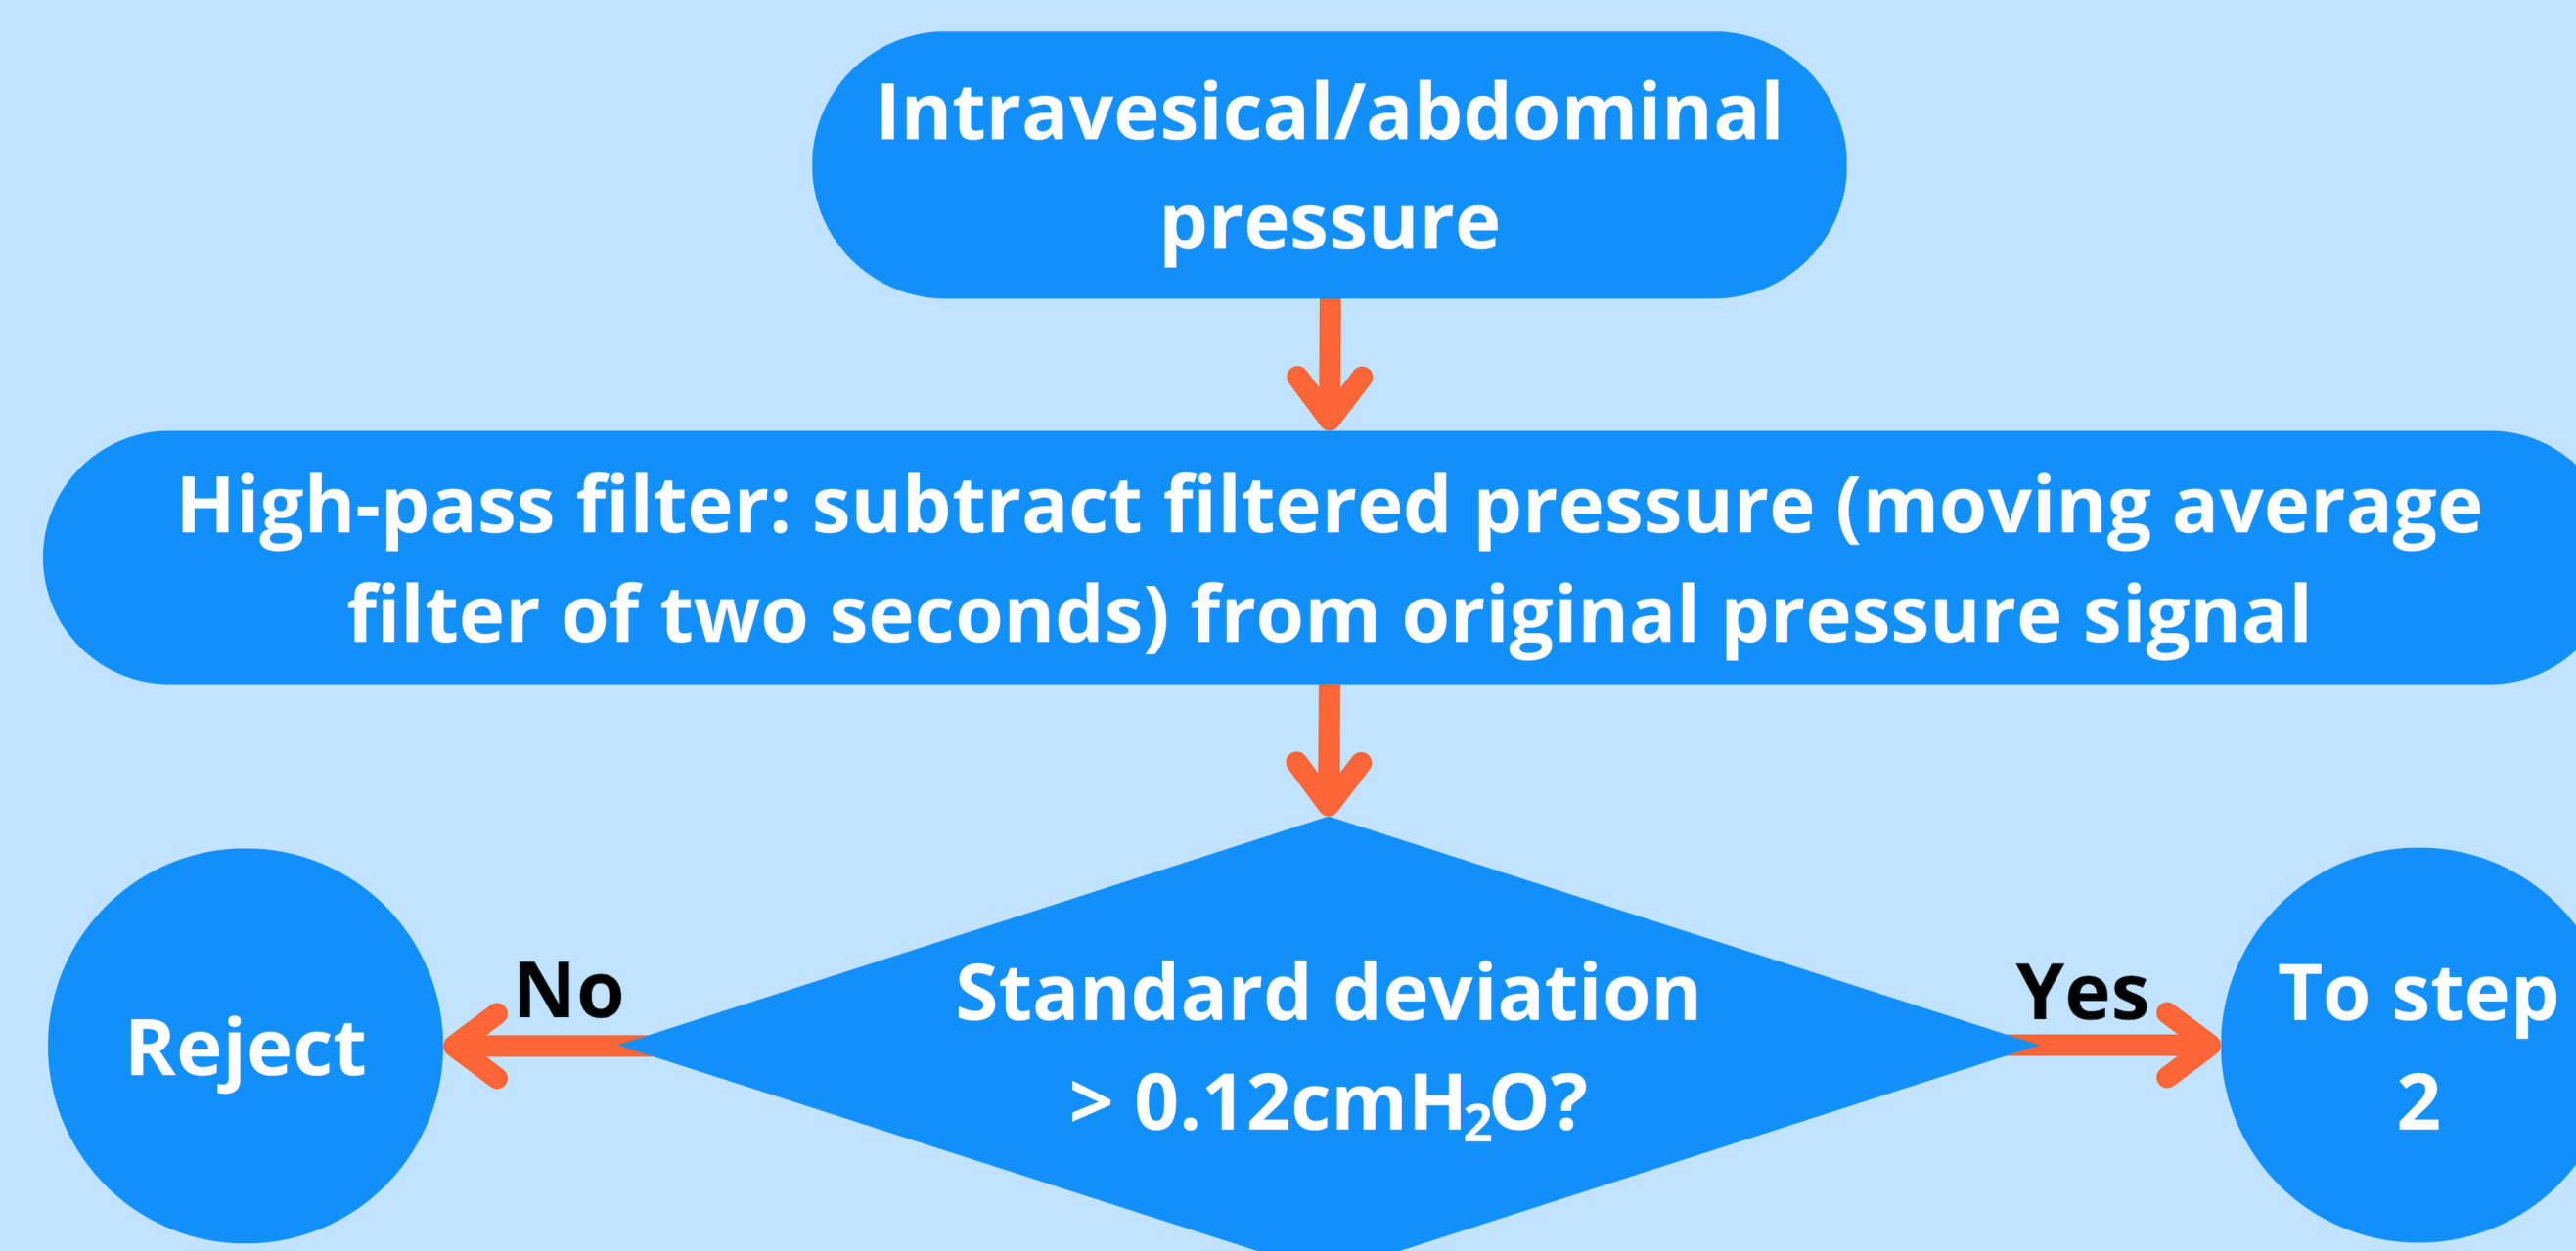 Intravesical/abdominal
pressure
High-pass filter: subtract filtered pressure (moving average
filter of two seconds) from original pressure signal
No
Yes
Reject
Standard deviation
> 0.12cmH₂O?
To step
2